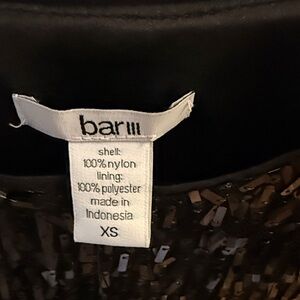 bar III
shell:
100% nylon
lining:
100% polyester
made in
Indonesia
XS